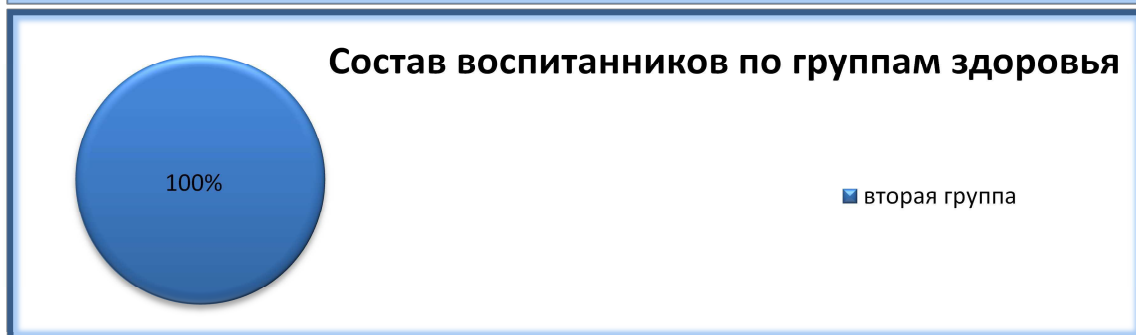 Состав воспитанников по группам здоровья
100%
вторая группа